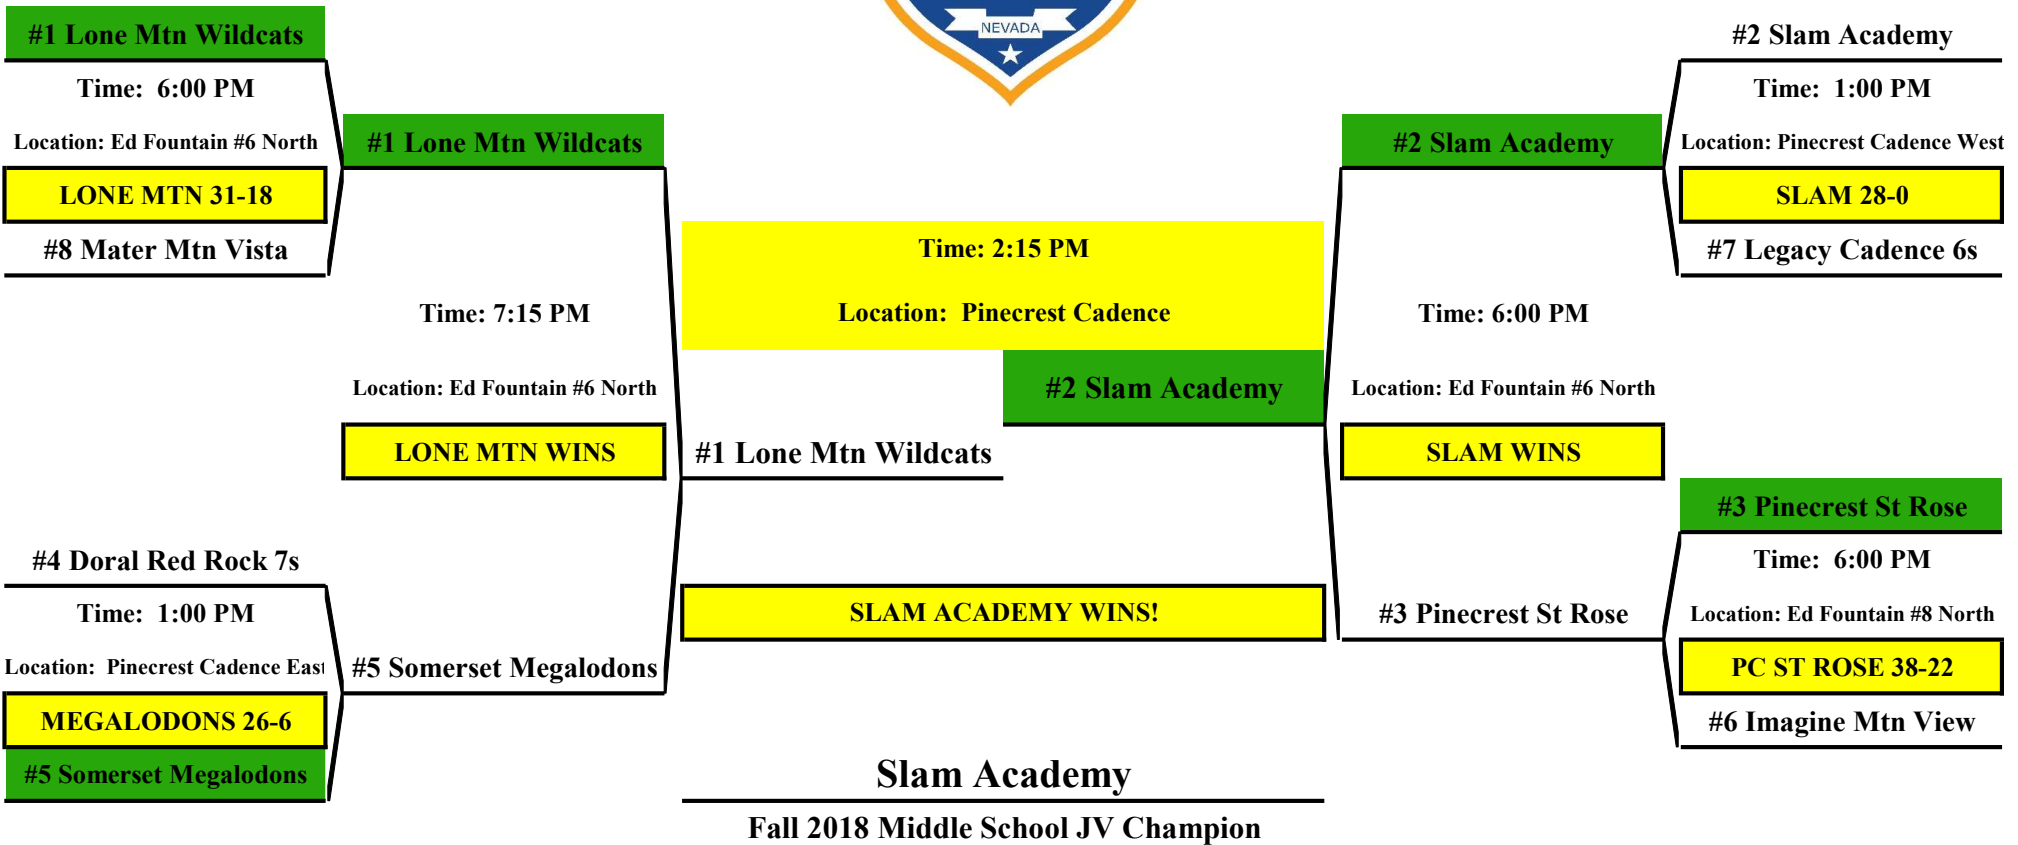 NEVADA
#1 Lone Mtn Wildcats
Time: 6:00 PM
Location: Ed Fountain #6 North
LONE MTN 31-18
#8 Mater Mtn Vista
#1 Lone Mtn Wildcats
Time: 7:15 PM
Location: Ed Fountain #6 North
LONE MTN WINS
#4 Doral Red Rock 7s
Time: 1:00 PM
Location: Pinecrest Cadence East
MEGALODONS 26-6
#5 Somerset Megalodons
#5 Somerset Megalodons
Time: 2:15 PM
Location: Pinecrest Cadence
#2 Slam Academy
#1 Lone Mtn Wildcats
SLAM ACADEMY WINS!
Slam Academy
Fall 2018 Middle School JV Champion
#2 Slam Academy
Time: 6:00 PM
Location: Ed Fountain #6 North
SLAM WINS
#3 Pinecrest St Rose
#2 Slam Academy
Time: 1:00 PM
Location: Pinecrest Cadence West
SLAM 28-0
#7 Legacy Cadence 6s
#3 Pinecrest St Rose
Time: 6:00 PM
Location: Ed Fountain #8 North
PC ST ROSE 38-22
#6 Imagine Mtn View